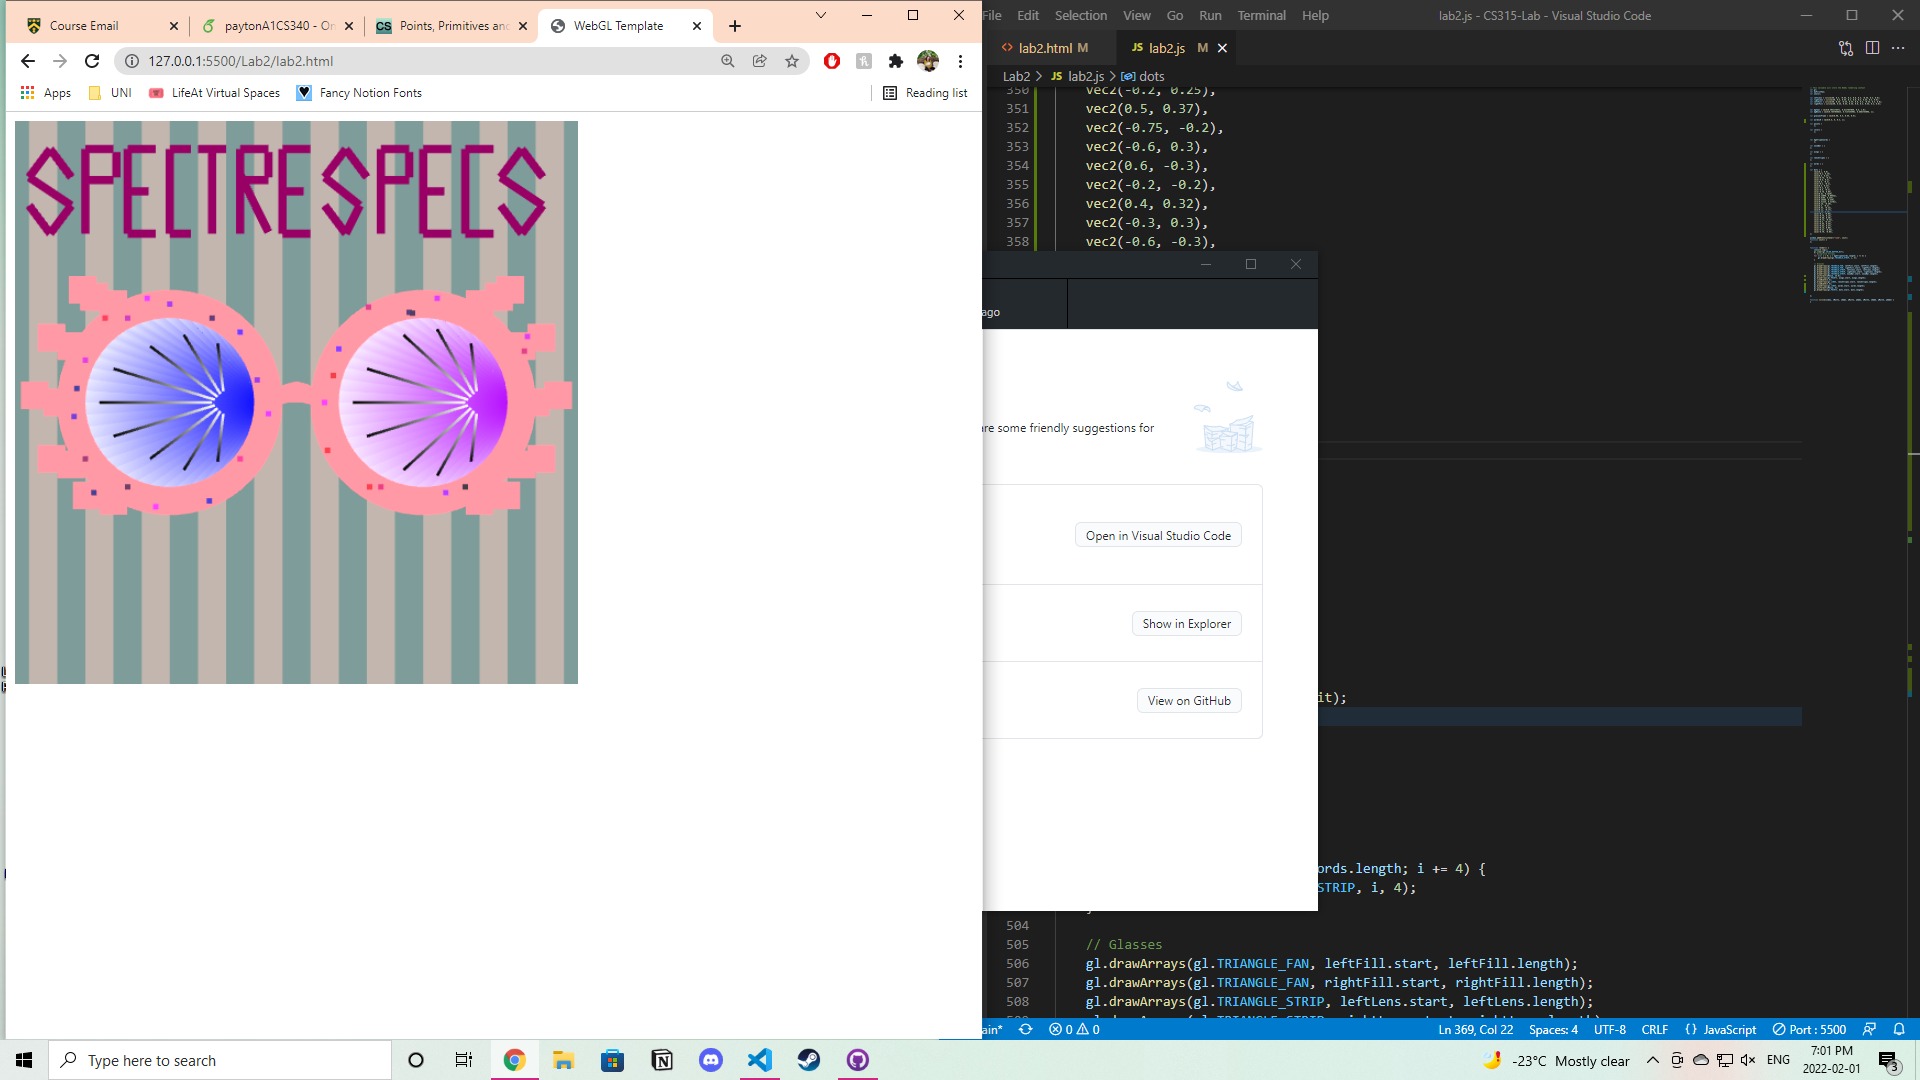 Course Email
paytonA1CS340 - On
Points, Primitives and
WebGL Template
127.0.0.1:5500/Lab2/lab2.html
Apps
UNI
LifeAt Virtual Spaces
Fancy Notion Fonts
Reading list
SPECTRE SPECS
File Edit Selection View Go Run Terminal Help
lab2.js - CS315-Lab - Visual Studio Code
lab2.html M
JS lab2.js M
Lab2 > JS lab2.js > dots
350 vec2(-0.2, 0.25),
351 vec2(0.5, 0.37),
352 vec2(-0.75, -0.2),
353 vec2(-0.6, 0.3),
354 vec2(0.6, -0.3),
355 vec2(-0.2, -0.2),
356 vec2(0.4, 0.32),
357 vec2(-0.3, 0.3),
358 vec2(-0.6, -0.3),
ago
are some friendly suggestions for
Open in Visual Studio Code
Show in Explorer
View on GitHub
it);
ords.length; i += 4) {
STRIP, i, 4);
504
505 // Glasses
506 gl.drawArrays(gl.TRIANGLE_FAN, leftFill.start, leftFill.length);
507 gl.drawArrays(gl.TRIANGLE_FAN, rightFill.start, rightFill.length);
508 gl.drawArrays(gl.TRIANGLE_STRIP, leftLens.start, leftLens.length);
ain*
0 0
Ln 369, Col 22
Spaces: 4
UTF-8
CRLF
{} JavaScript
Port : 5500
Type here to search
-23°C Mostly clear
ENG
7:01 PM
2022-02-01
3